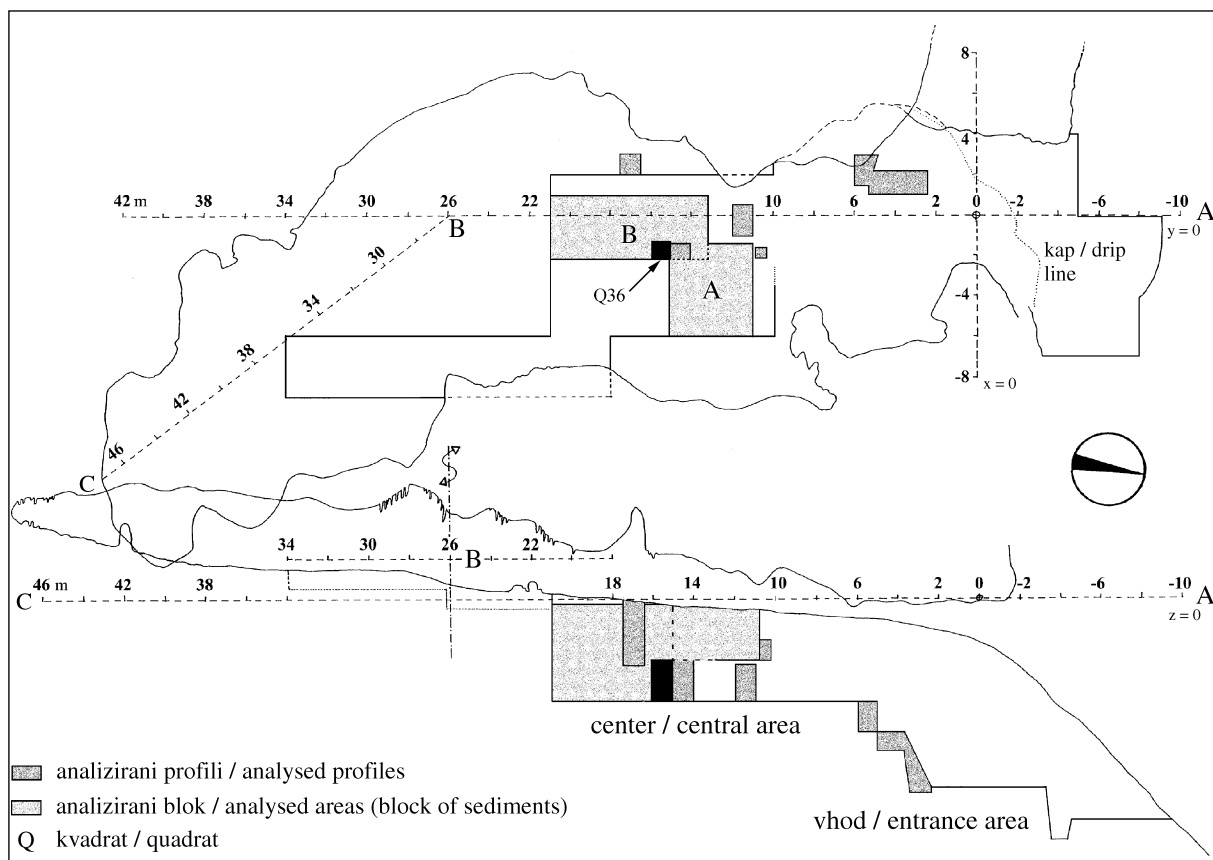 8
4
42 m 38 34 30 26 22 10 6 2 0 -2 -6 -10 A
B
y = 0
30
B
kap / drip
line
A
Q36
34
-4
38
-8
x = 0
42
46
C
34 30 26 22
B
46 m 42 38 18 14 10 6 2 0 -2 -6 -10
C A
z = 0
center / central area
analizirani profili / analysed profiles
analizirani blok / analysed areas (block of sediments)
vhod / entrance area
Q kvadrat / quadrat